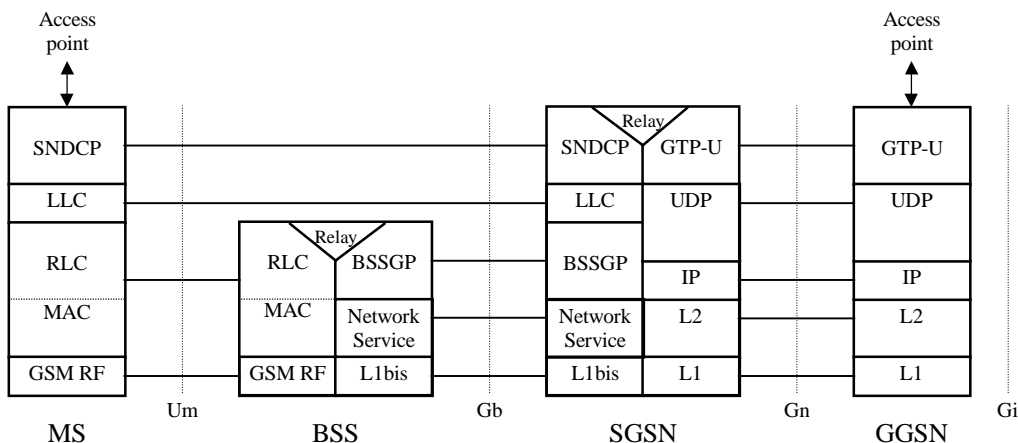 Access
point
Access
point
SNDCP
SNDCP
Relay
GTP-U
GTP-U
LLC
LLC
UDP
UDP
RLC
Relay
RLC
BSSGP
BSSGP
IP
IP
MAC
MAC
Network
Service
Network
Service
L2
L2
GSM RF
GSM RF
L1bis
L1bis
L1
L1
Um
Gb
Gn
Gi
MS
BSS
SGSN
GGSN